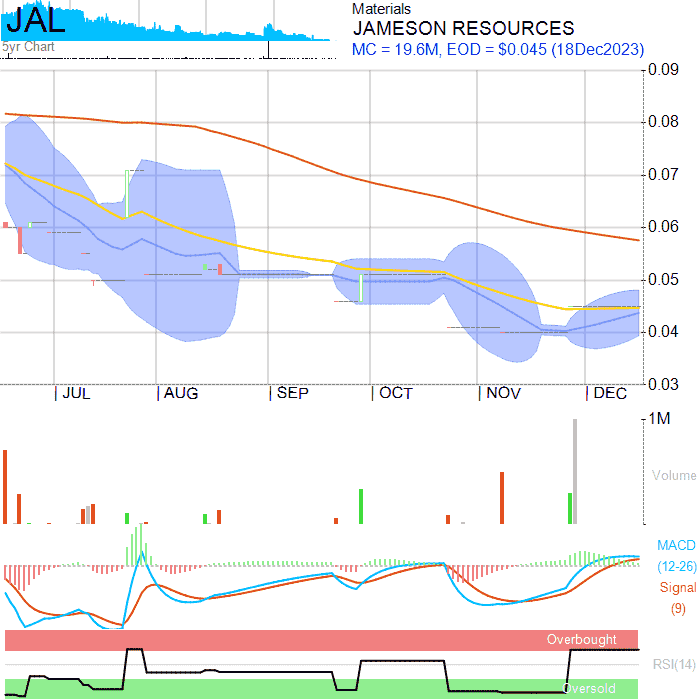 JAL
5yr Chart
Materials
JAMESON RESOURCES
MC = 19.6M, EOD = $0.045 (18Dec2023)
0.09
0.08
0.07
0.06
0.05
0.04
0.03
JUL AUG SEP OCT NOV DEC
1M
Volume
MACD
(12-26)
Signal
(9)
Overbought
RSI(14)
Oversold